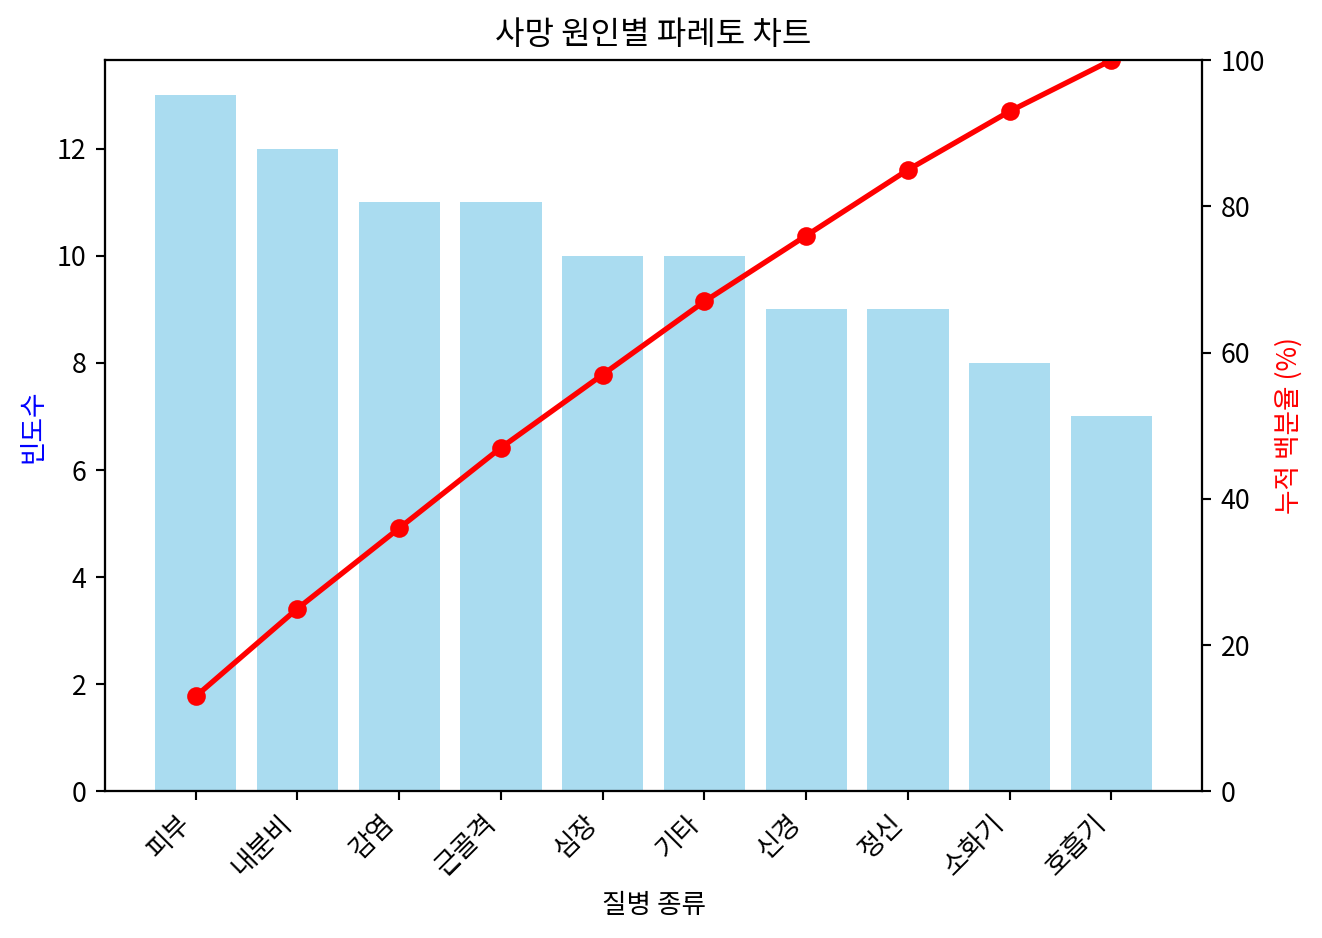 사망 원인별 파레토 차트
빈도수
12
10
8
6
4
2
0
100
80
60
40
20
0
누적 백분율 (%)
피부
내분비
감염
근골격
심장
기타
신경
정신
소화기
호흡기
질병 종류